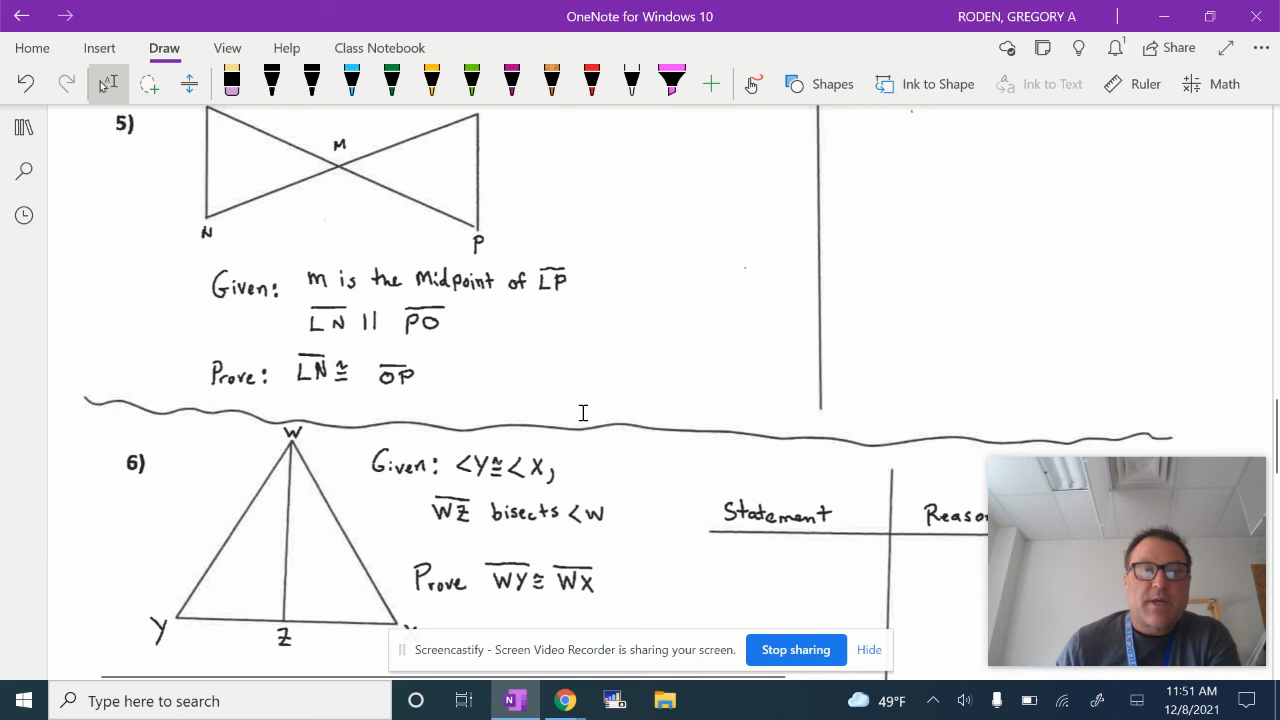 OneNote for Windows 10
RODEN, GREGORY A
Home Insert Draw View Help Class Notebook
1
Share
Shapes
Ink to Shape
Ink to Text
Ruler
Math
5)
M
N
P
Given: M is the Midpoint of LP
LN || PO
Prove: LN ≅ OP
6)
W
Given: <Y≅<X,
WZ bisects <W
Prove WY≅WX
Statement
Reaso
Y
Z
Screencastify - Screen Video Recorder is sharing your screen.
Stop sharing
Hide
Type here to search
49°F
11:51 AM
12/8/2021